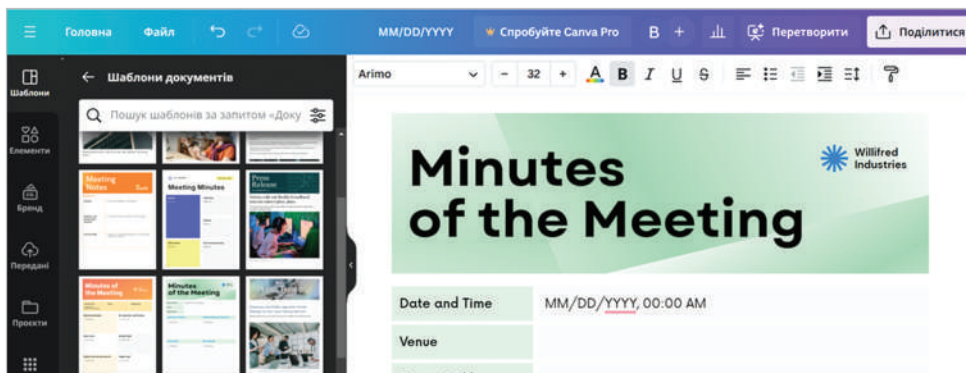 Головна Файл MM/DD/YYYY Спробуйте Canva Pro B + Перетворити Поділитися
Шаблони
Елементи
Бренд
Передані
Проєкти
← Шаблони документів
Пошук шаблонів за запитом «Доку
Meeting
Notes
Meeting Minutes
Press
Release
Minutes of
the Meeting
Minutes
of the Meeting
Arimo - 32 + A B I U S
Minutes
of the Meeting
Willifred
Industries
Date and Time MM/DD/YYYY, 00:00 AM
Venue